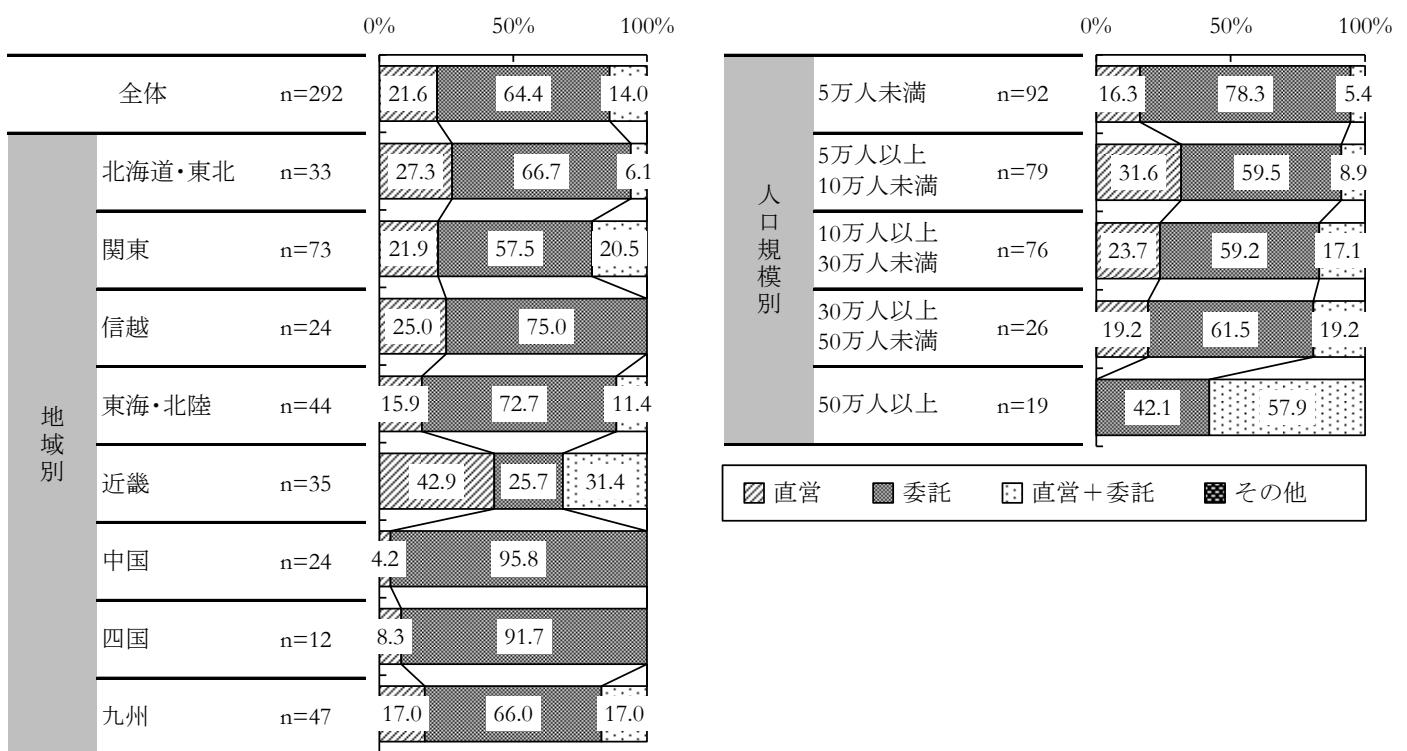 0% 50% 100%
全体 n=292 21.6 64.4 14.0
地域別
北海道・東北 n=33 27.3 66.7 6.1
関東 n=73 21.9 57.5 20.5
信越 n=24 25.0 75.0
東海・北陸 n=44 15.9 72.7 11.4
近畿 n=35 42.9 25.7 31.4
中国 n=24 4.2 95.8
四国 n=12 8.3 91.7
九州 n=47 17.0 66.0 17.0
0% 50% 100%
人口規模別
5万人未満 n=92 16.3 78.3 5.4
5万人以上
10万人未満 n=79 31.6 59.5 8.9
10万人以上
30万人未満 n=76 23.7 59.2 17.1
30万人以上
50万人未満 n=26 19.2 61.5 19.2
50万人以上 n=19 42.1 57.9
直営 委託 直営+委託 その他